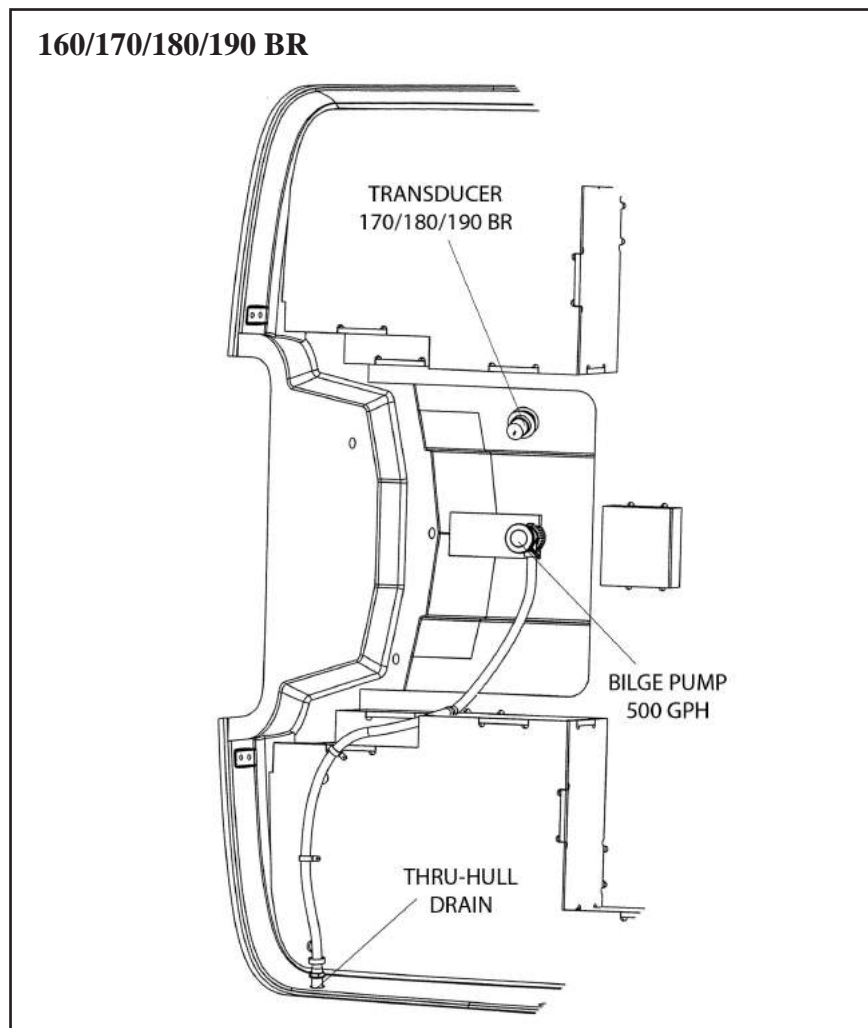 160/170/180/190 BR
TRANSDUCER
170/180/190 BR
BILGE PUMP
500 GPH
THRU-HULL
DRAIN